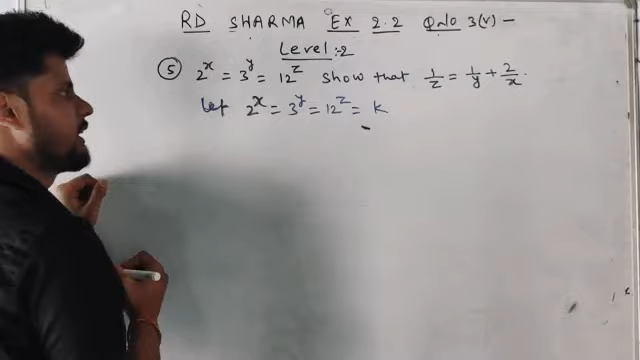 RD SHARMA Ex 2.2 Q.No 3(v) -
Level:2
⑤ 2^x = 3^y = 12^z show that 1/z = 1/y + 2/x.
Let 2^x = 3^y = 12^z = K